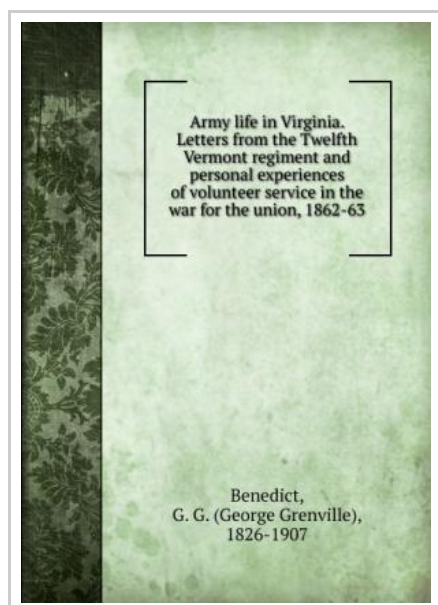 Army life in Virginia.
Letters from the Twelfth
Vermont regiment and
personal experiences
of volunteer service in the
war for the union, 1862-63
Benedict,
G. G. (George Grenville),
1826-1907